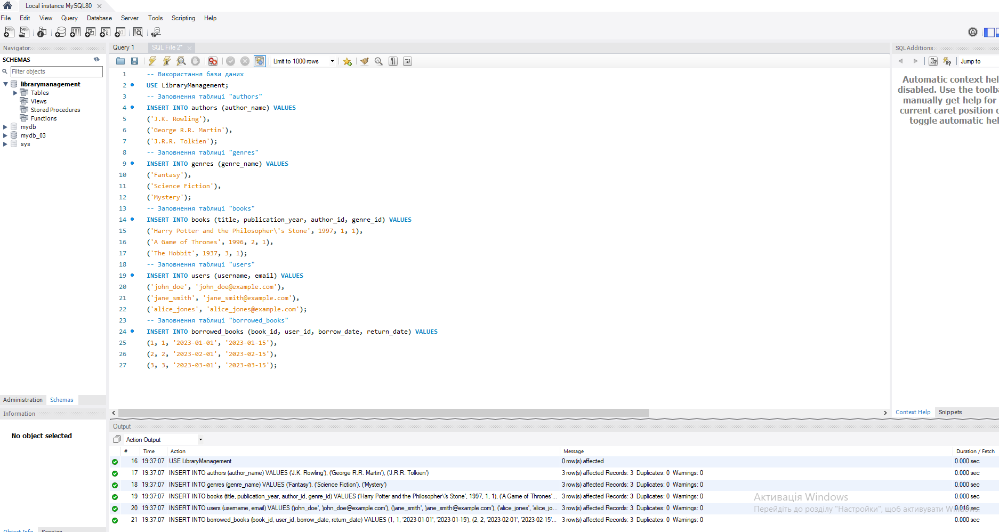 Local instance MySQL80
File Edit View Query Database Server Tools Scripting Help
Navigator
SCHEMAS
Filter objects
librarymanagement
Tables
Views
Stored Procedures
Functions
mydb
mydb_03
sys
Administration Schemas
Information
No object selected
Object Info Session
Query 1 SQL File 2*
Limit to 1000 rows
1 -- Використання бази даних
2 USE LibraryManagement;
3 -- Заповнення таблиці "authors"
4 INSERT INTO authors (author_name) VALUES
5 ('J.K. Rowling'),
6 ('George R.R. Martin'),
7 ('J.R.R. Tolkien');
8 -- Заповнення таблиці "genres"
9 INSERT INTO genres (genre_name) VALUES
10 ('Fantasy'),
11 ('Science Fiction'),
12 ('Mystery');
13 -- Заповнення таблиці "books"
14 INSERT INTO books (title, publication_year, author_id, genre_id) VALUES
15 ('Harry Potter and the Philosopher\'s Stone', 1997, 1, 1),
16 ('A Game of Thrones', 1996, 2, 1),
17 ('The Hobbit', 1937, 3, 1);
18 -- Заповнення таблиці "users"
19 INSERT INTO users (username, email) VALUES
20 ('john_doe', 'john_doe@example.com'),
21 ('jane_smith', 'jane_smith@example.com'),
22 ('alice_jones', 'alice_jones@example.com');
23 -- Заповнення таблиці "borrowed_books"
24 INSERT INTO borrowed_books (book_id, user_id, borrow_date, return_date) VALUES
25 (1, 1, '2023-01-01', '2023-01-15'),
26 (2, 2, '2023-02-01', '2023-02-15'),
27 (3, 3, '2023-03-01', '2023-03-15');
SQLAdditions
Jump to
Automatic context hel
disabled. Use the toolba
manually get help for
current caret position o
toggle automatic hel
Context Help Snippets
Output
Action Output
# Time Action Message Duration / Fetch
16 19:37:07 USE LibraryManagement 0 row(s) affected 0.000 sec
17 19:37:07 INSERT INTO authors (author_name) VALUES ('J.K. Rowling'), ('George R.R. Martin'), ('J.R.R. Tolkien') 3 row(s) affected Records: 3 Duplicates: 0 Warnings: 0 0.000 sec
18 19:37:07 INSERT INTO genres (genre_name) VALUES ('Fantasy'), ('Science Fiction'), ('Mystery') 3 row(s) affected Records: 3 Duplicates: 0 Warnings: 0 0.000 sec
19 19:37:07 INSERT INTO books (title, publication_year, author_id, genre_id) VALUES ('Harry Potter and the Philosopher\'s Stone', 1997, 1, 1), ('A Game of Thrones'... 3 row(s) affected Records: 3 Duplicates: 0 Warnings: 0 0.000 sec
20 19:37:07 INSERT INTO users (username, email) VALUES ('john_doe', 'john_doe@example.com'), ('jane_smith', 'jane_smith@example.com'), ('alice_jones', 'alice_jo... 3 row(s) affected Records: 3 Duplicates: 0 Warnings: 0 0.016 sec
21 19:37:07 INSERT INTO borrowed_books (book_id, user_id, borrow_date, return_date) VALUES (1, 1, '2023-01-01', '2023-01-15'), (2, 2, '2023-02-01', '2023-02-15'... 3 row(s) affected Records: 3 Duplicates: 0 Warnings: 0 0.000 sec
Активація Windows
Перейдіть до розділу "Настройки", щоб активувати Windows.